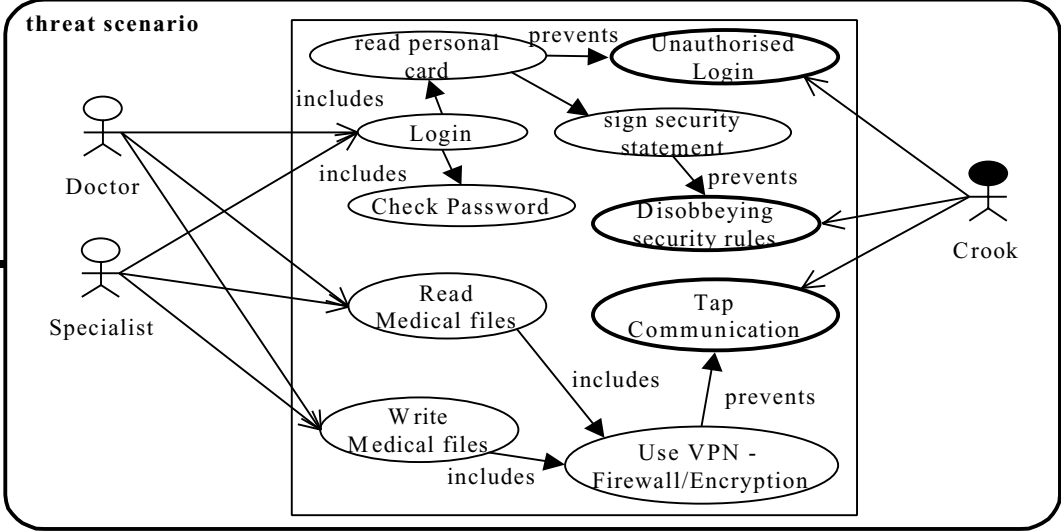 threat scenario
read personal
card
prevents
Unauthorised
Login
includes
Login
sign security
statement
Doctor
includes
Check Password
prevents
Disobbeying
security rules
Crook
Specialist
Read
Medical files
Tap
Communication
includes
prevents
Write
Medical files
includes
Use VPN -
Firewall/Encryption